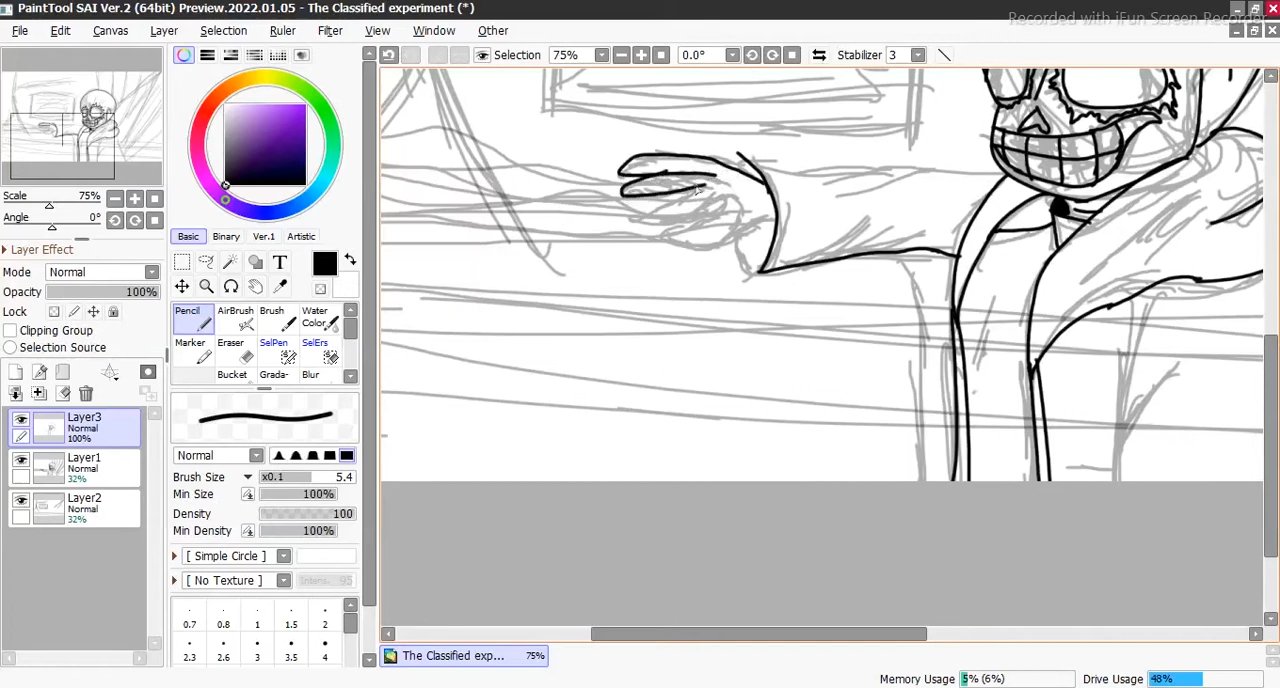 PaintTool SAI Ver.2 (64bit) Preview.2022.01.05 - The Classified experiment (*)
Recorded with iFun Screen Recorder
File Edit Canvas Layer Selection Ruler Filter View Window Other
Selection 75% 0.0° Stabilizer 3
Scale 75%
Angle 0°
Layer Effect
Mode Normal
Opacity 100%
Lock
Clipping Group
Selection Source
Layer3
Normal
100%
Layer1
Normal
32%
Layer2
Normal
32%
Basic Binary Ver.1 Artistic
T
Pencil AirBrush Brush Water
Color
Marker Eraser SelPen SelErs
Bucket Grada- Blur
Normal
Brush Size x0.1 5.4
Min Size 100%
Density 100
Min Density 100%
[ Simple Circle ]
[ No Texture ] Intens. 95
0.7 0.8 1 1.5 2
2.3 2.6 3 3.5 4
The Classified exp... 75%
Memory Usage 5% (6%) Drive Usage 48%